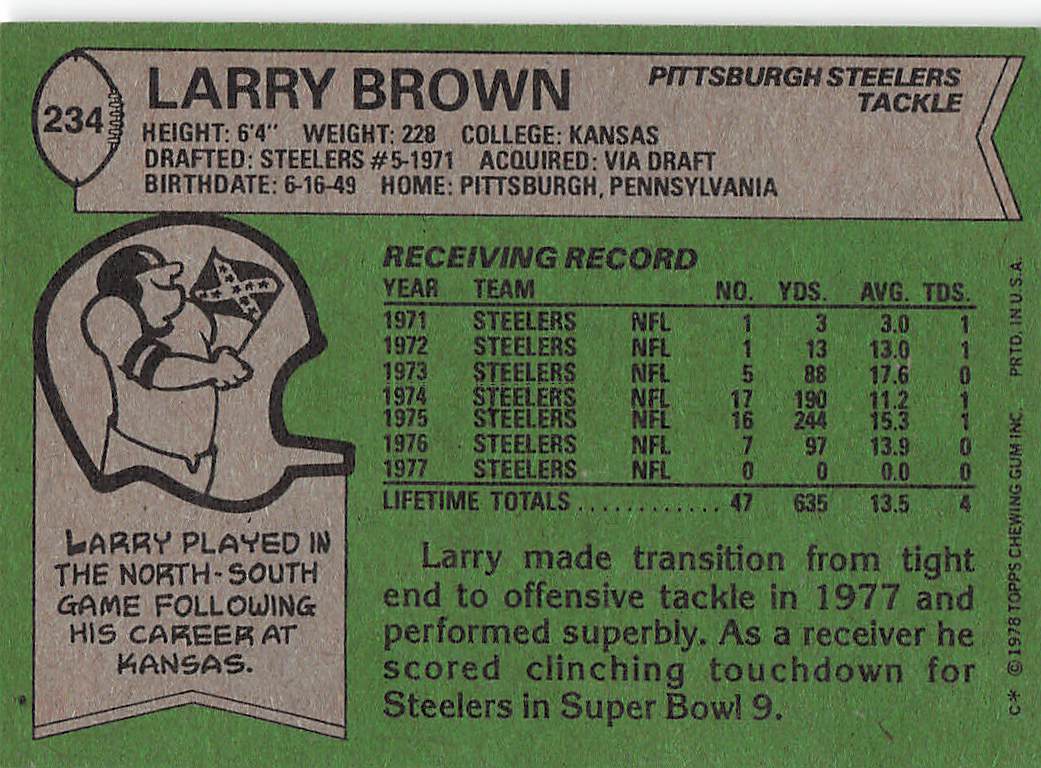 234
LARRY BROWN
PITTSBURGH STEELERS
TACKLE
HEIGHT: 6'4" WEIGHT: 228 COLLEGE: KANSAS
DRAFTED: STEELERS #5-1971 ACQUIRED: VIA DRAFT
BIRTHDATE: 6-16-49 HOME: PITTSBURGH, PENNSYLVANIA
RECEIVING RECORD
YEAR TEAM NO. YDS. AVG. TDS.
1971 STEELERS NFL 1 3 3.0 1
1972 STEELERS NFL 1 13 13.0 1
1973 STEELERS NFL 5 88 17.6 0
1974 STEELERS NFL 17 190 11.2 1
1975 STEELERS NFL 16 244 15.3 1
1976 STEELERS NFL 7 97 13.9 0
1977 STEELERS NFL 0 0 0.0 0
LIFETIME TOTALS............ 47 635 13.5 4
LARRY PLAYED IN
THE NORTH-SOUTH
GAME FOLLOWING
HIS CAREER AT
KANSAS.
Larry made transition from tight
end to offensive tackle in 1977 and
performed superbly. As a receiver he
scored clinching touchdown for
Steelers in Super Bowl 9.
C* © 1978 TOPPS CHEWING GUM INC. PRTD. IN U.S.A.